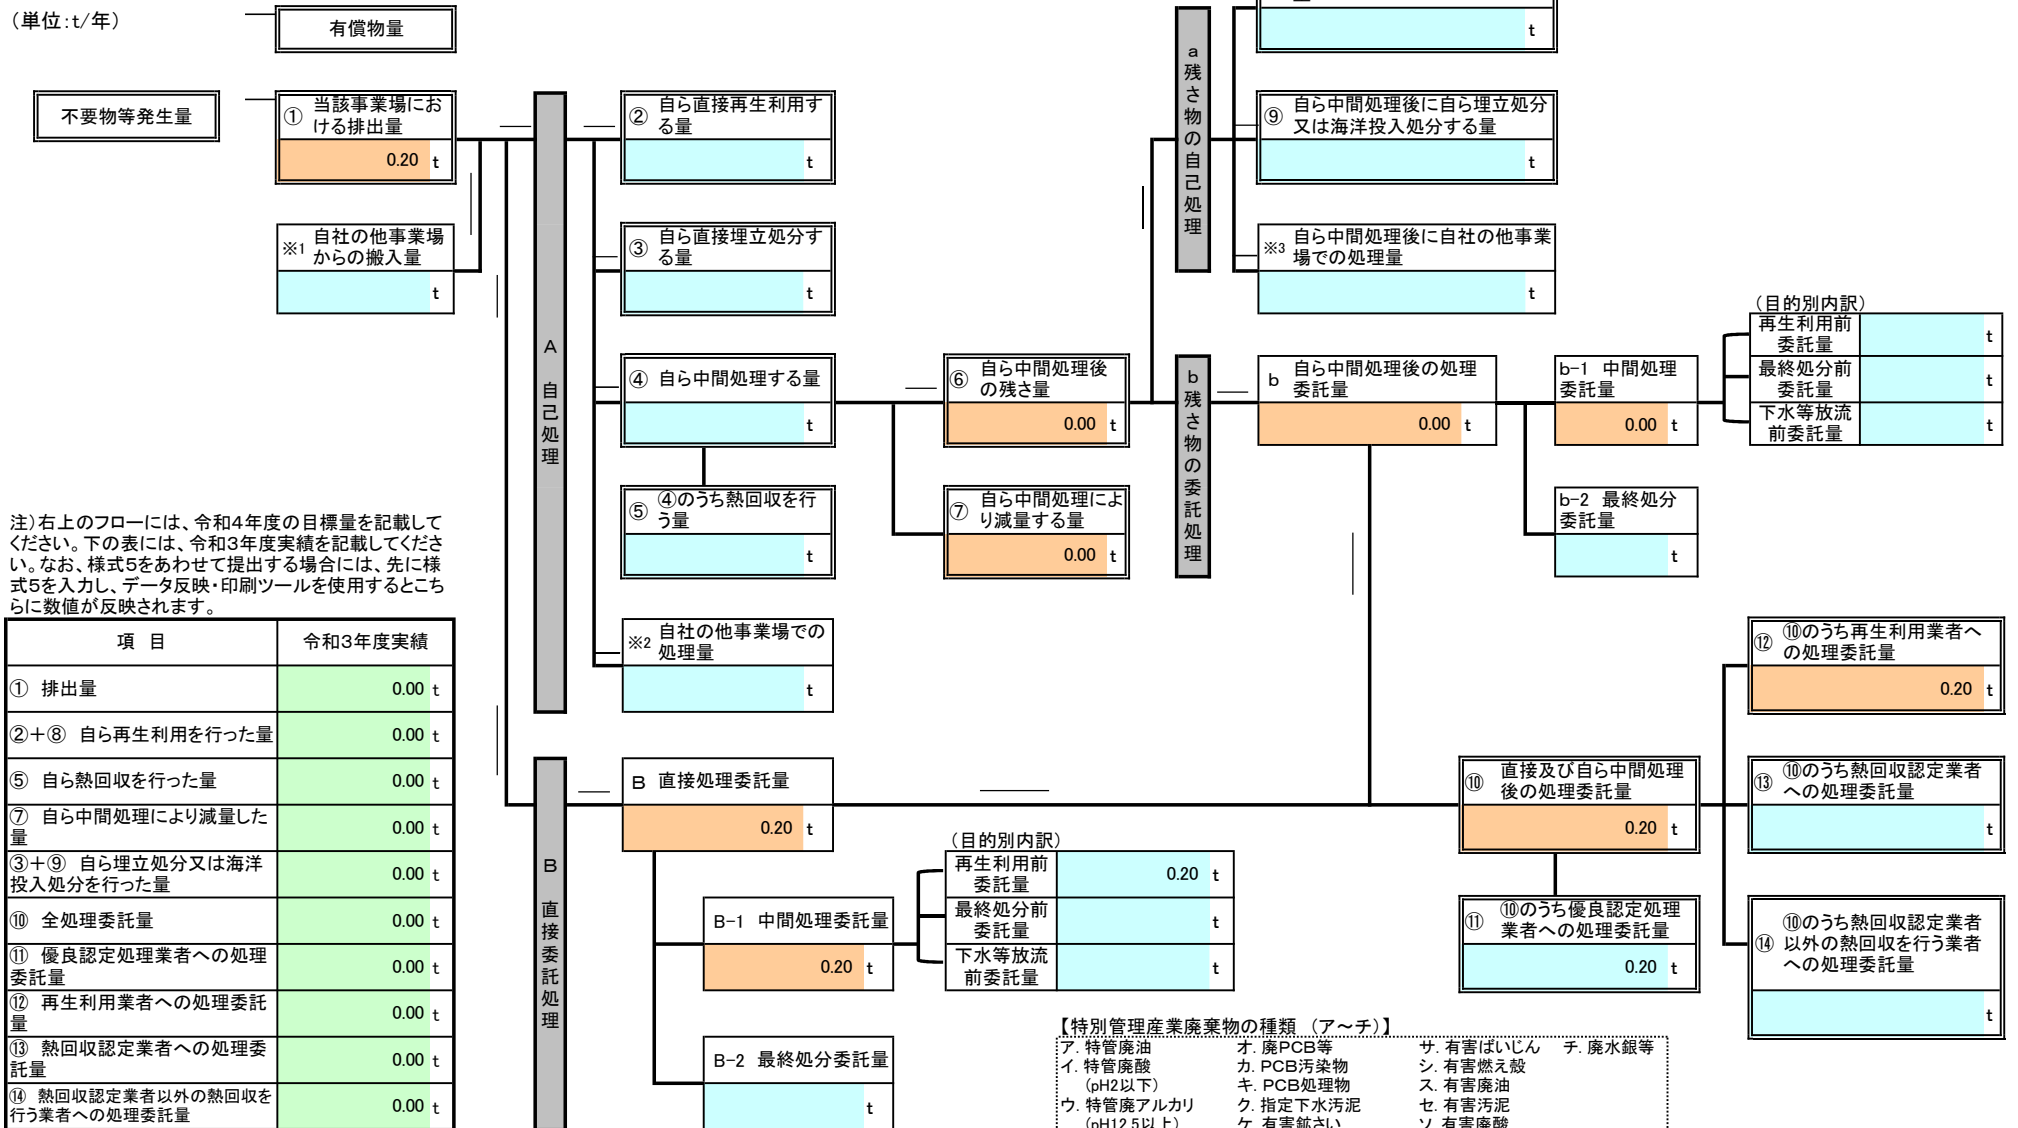 （単位:t/年）
有償物量
t
不要物等発生量
① 当該事業場における排出量
0.20 t
※1 自社の他事業場からの搬入量
t
A 自己処理
② 自ら直接再生利用する量
t
③ 自ら直接埋立処分する量
t
④ 自ら中間処理する量
t
⑤ ④のうち熱回収を行う量
t
※2 自社の他事業場での処理量
t
⑥ 自ら中間処理後の残さ量
0.00 t
⑦ 自ら中間処理により減量する量
0.00 t
a 残さ物の自己処理
⑨ 自ら中間処理後に自ら埋立処分又は海洋投入処分する量
t
※3 自ら中間処理後に自社の他事業場での処理量
t
b 残さ物の委託処理
b 自ら中間処理後の処理委託量
0.00 t
b-1 中間処理委託量
0.00 t
b-2 最終処分委託量
t
（目的別内訳）
再生利用前委託量 t
最終処分前委託量 t
下水等放流前委託量 t
注）右上のフローには、令和４年度の目標量を記載して
ください。下の表には、令和３年度実績を記載してくださ
い。なお、様式５をあわせて提出する場合には、先に様
式５を入力し、データ反映・印刷ツールを使用するとこち
らに数値が反映されます。
項 目 令和３年度実績
① 排出量 0.00 t
②＋⑧ 自ら再生利用を行った量 0.00 t
⑤ 自ら熱回収を行った量 0.00 t
⑦ 自ら中間処理により減量した量 0.00 t
③＋⑨ 自ら埋立処分又は海洋投入処分を行った量 0.00 t
⑩ 全処理委託量 0.00 t
⑪ 優良認定処理業者への処理委託量 0.00 t
⑫ 再生利用業者への処理委託量 0.00 t
⑬ 熱回収認定業者への処理委託量 0.00 t
⑭ 熱回収認定業者以外の熱回収を行う業者への処理委託量 0.00 t
B 直接委託処理
B 直接処理委託量
0.20 t
B-1 中間処理委託量
0.20 t
B-2 最終処分委託量
t
（目的別内訳）
再生利用前委託量 0.20 t
最終処分前委託量 t
下水等放流前委託量 t
⑩ 直接及び自ら中間処理後の処理委託量
0.20 t
⑪ ⑩のうち優良認定処理業者への処理委託量
0.20 t
⑫ ⑩のうち再生利用業者への処理委託量
0.20 t
⑬ ⑩のうち熱回収認定業者への処理委託量
t
⑭ ⑩のうち熱回収認定業者以外の熱回収を行う業者への処理委託量
t
【特別管理産業廃棄物の種類 （ア～チ）】
ア. 特管廃油 オ. 廃PCB等 サ. 有害ばいじん チ. 廃水銀等
イ. 特管廃酸 カ. PCB汚染物 シ. 有害燃え殻
（pH2以下） キ. PCB処理物 ス. 有害廃油
ウ. 特管廃アルカリ ク. 指定下水汚泥 セ. 有害汚泥
（pH12.5以上） ケ. 有害鉱さい ソ. 有害廃酸